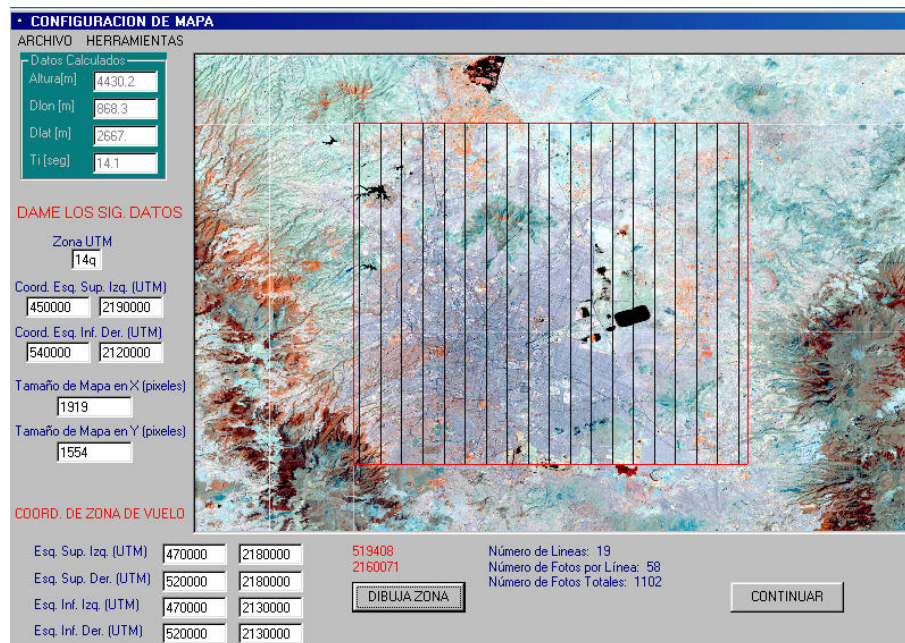 CONFIGURACION DE MAPA
ARCHIVO HERRAMIENTAS
Datos Calculados
Altura[m] 4430.2
Dlon [m] 868.3
Dlat [m] 2667.
Ti [seg] 14.1
DAME LOS SIG. DATOS
Zona UTM
14q
Coord. Esq. Sup. Izq. (UTM)
450000 2190000
Coord. Esq. Inf. Der. (UTM)
540000 2120000
Tamaño de Mapa en X (pixeles)
1919
Tamaño de Mapa en Y (pixeles)
1554
COORD. DE ZONA DE VUELO
Esq. Sup. Izq. (UTM) 470000 2180000
Esq. Sup. Der. (UTM) 520000 2180000
Esq. Inf. Izq. (UTM) 470000 2130000
Esq. Inf. Der. (UTM) 520000 2130000
519408
2160071
DIBUJA ZONA
Número de Lineas: 19
Número de Fotos por Línea: 58
Número de Fotos Totales: 1102
CONTINUAR